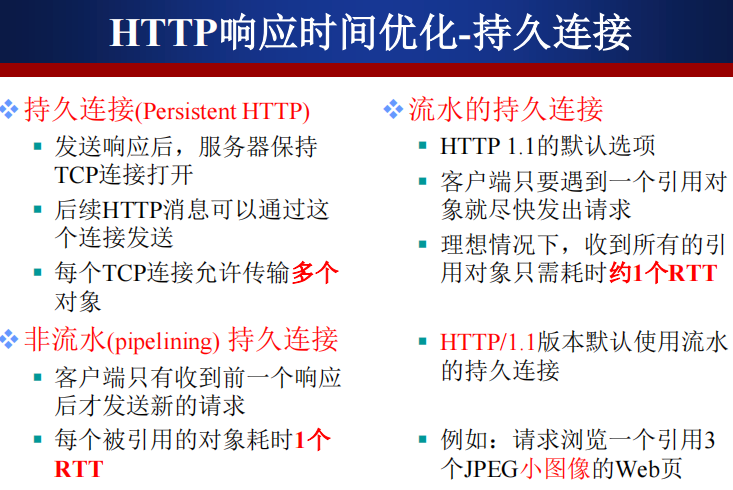 HTTP响应时间优化-持久连接
持久连接(Persistent HTTP)
发送响应后，服务器保持
TCP连接打开
后续HTTP消息可以通过这
个连接发送
每个TCP连接允许传输多个
对象
非流水(pipelining) 持久连接
客户端只有收到前一个响应
后才发送新的请求
每个被引用的对象耗时1个
RTT
流水的持久连接
HTTP 1.1的默认选项
客户端只要遇到一个引用对
象就尽快发出请求
理想情况下，收到所有的引
用对象只需耗时约1个RTT
HTTP/1.1版本默认使用流水
的持久连接
例如：请求浏览一个引用3
个JPEG小图像的Web页